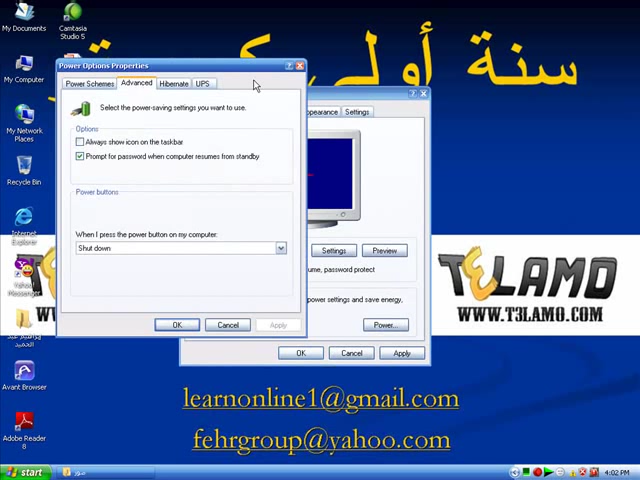 My Documents
Camtasia Studio 5
My Computer
My Network Places
Recycle Bin
Internet Explorer
Yahoo! Messenger
الحميد
Avant Browser
Adobe Reader 8
سنة أولى
Power Options Properties
Power Schemes
Advanced
Hibernate
UPS
Select the power-saving settings you want to use.
Options
Always show icon on the taskbar
Prompt for password when computer resumes from standby
Power buttons
When I press the power button on my computer:
Shut down
OK
Cancel
Apply
Settings
Settings
Preview
password protect
power settings and save energy,
Power...
OK
Cancel
Apply
T3LAMO
WWW.T3LAMO.COM
WWW
learnonline1@gmail.com
fehrgroup@yahoo.com
start
صور
4:02 PM